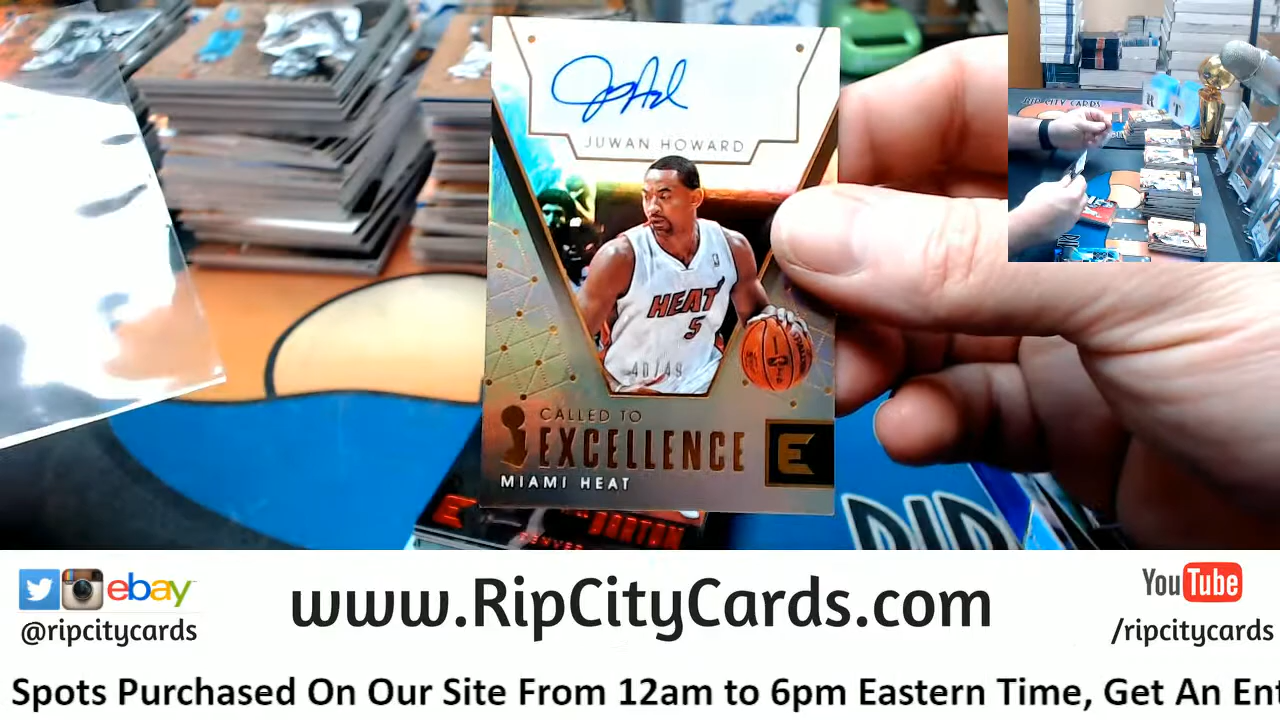 JUWAN HOWARD
HEAT
5
40/49
CALLED TO
EXCELLENCE
E
MIAMI HEAT
DENVER
RIP CITY CARDS
ebay
@ripcitycards
www.RipCityCards.com
YouTube
/ripcitycards
Spots Purchased On Our Site From 12am to 6pm Eastern Time, Get An Ent